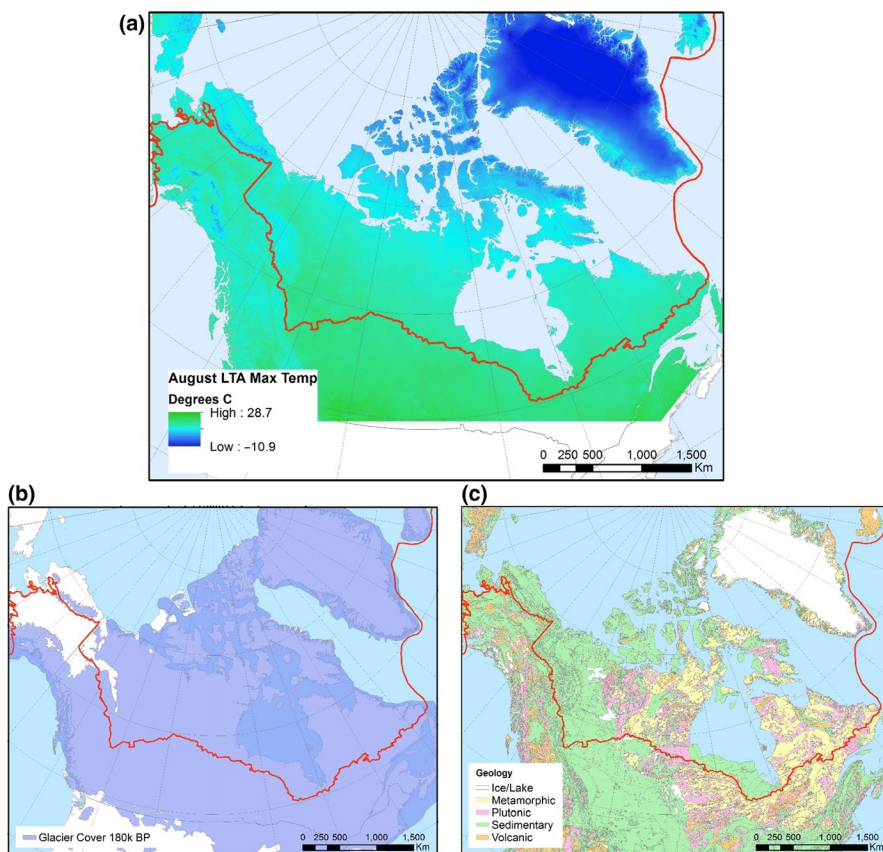 (a)
August LTA Max Temp
Degrees C
High : 28.7
Low : –10.9
0 250 500 1,000 1,500
Km
(b)
Glacier Cover 180k BP
0 250 500 1,000 1,500
Km
(c)
Geology
Ice/Lake
Metamorphic
Plutonic
Sedimentary
Volcanic
0 250 500 1,000 1,500
Km